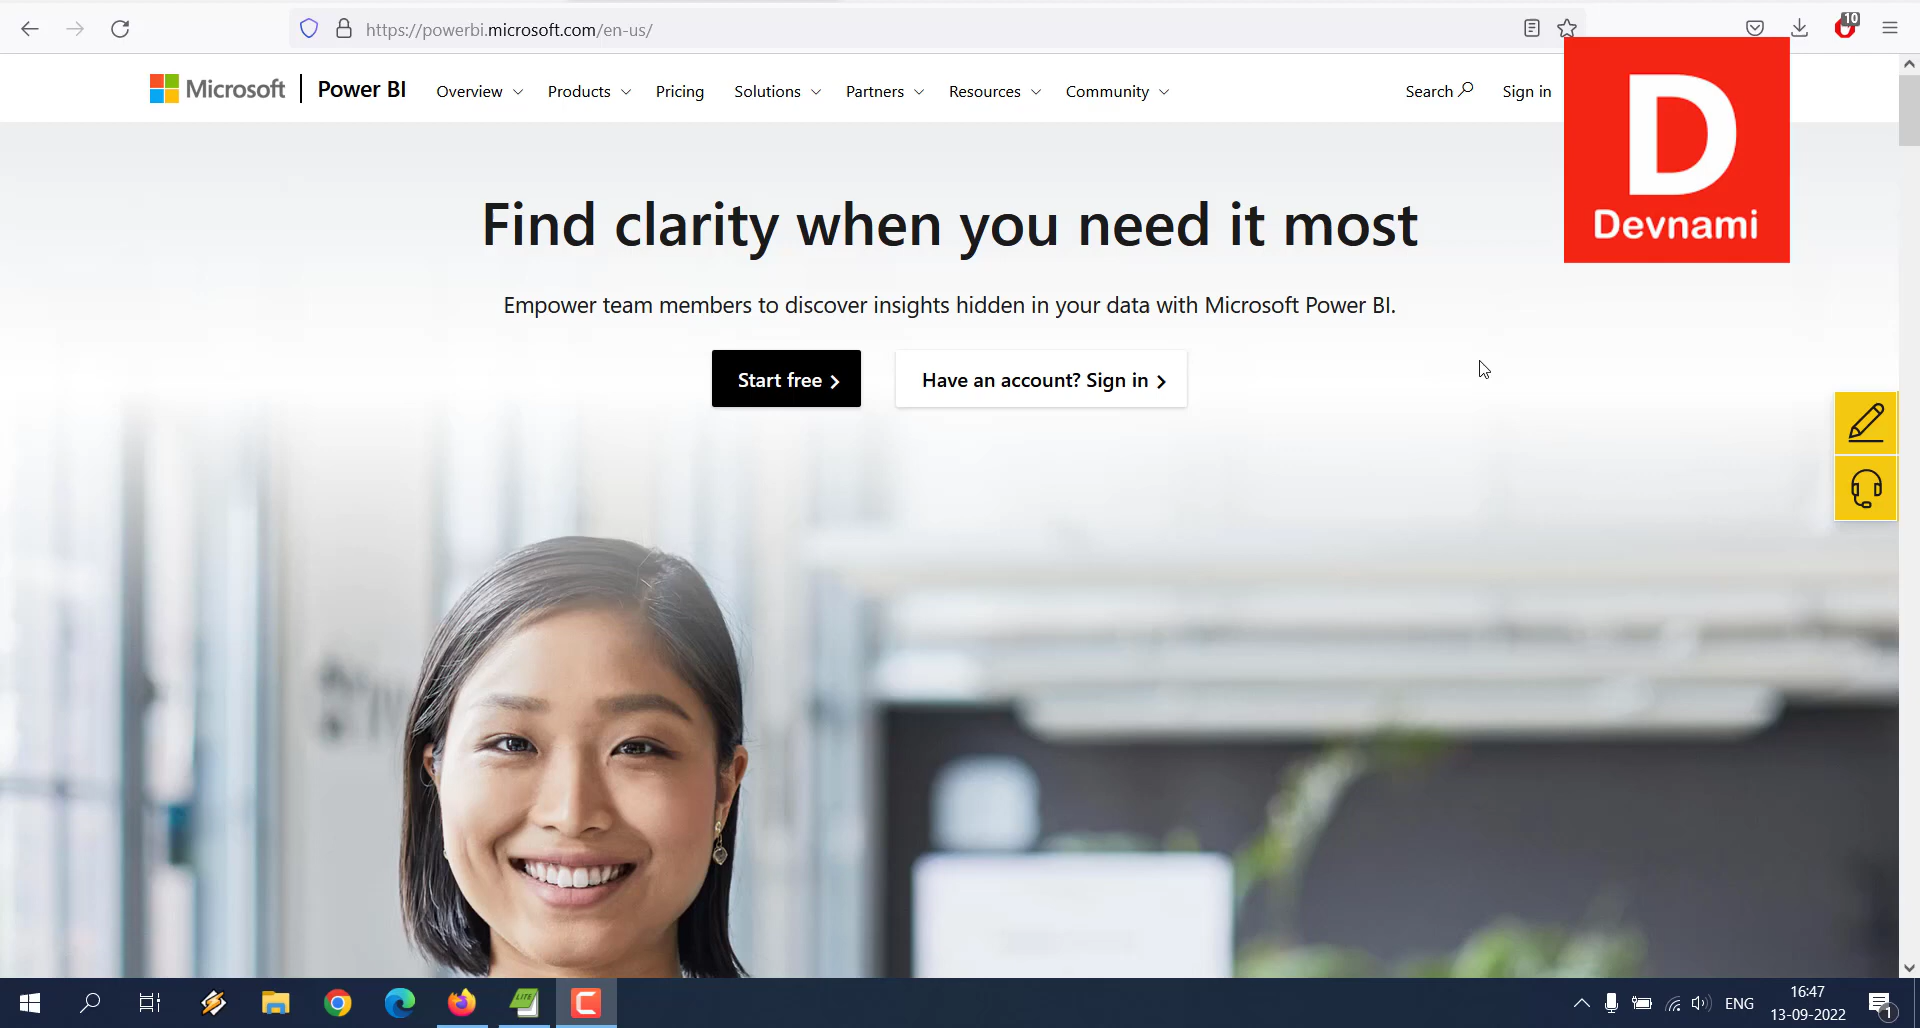 https://powerbi.microsoft.com/en-us/
10
Microsoft
Power BI
Overview
Products
Pricing
Solutions
Partners
Resources
Community
Search
Sign in
D
Devnami
Find clarity when you need it most
Empower team members to discover insights hidden in your data with Microsoft Power BI.
Start free
Have an account? Sign in
LITE
C
ENG
16:47
13-09-2022
1